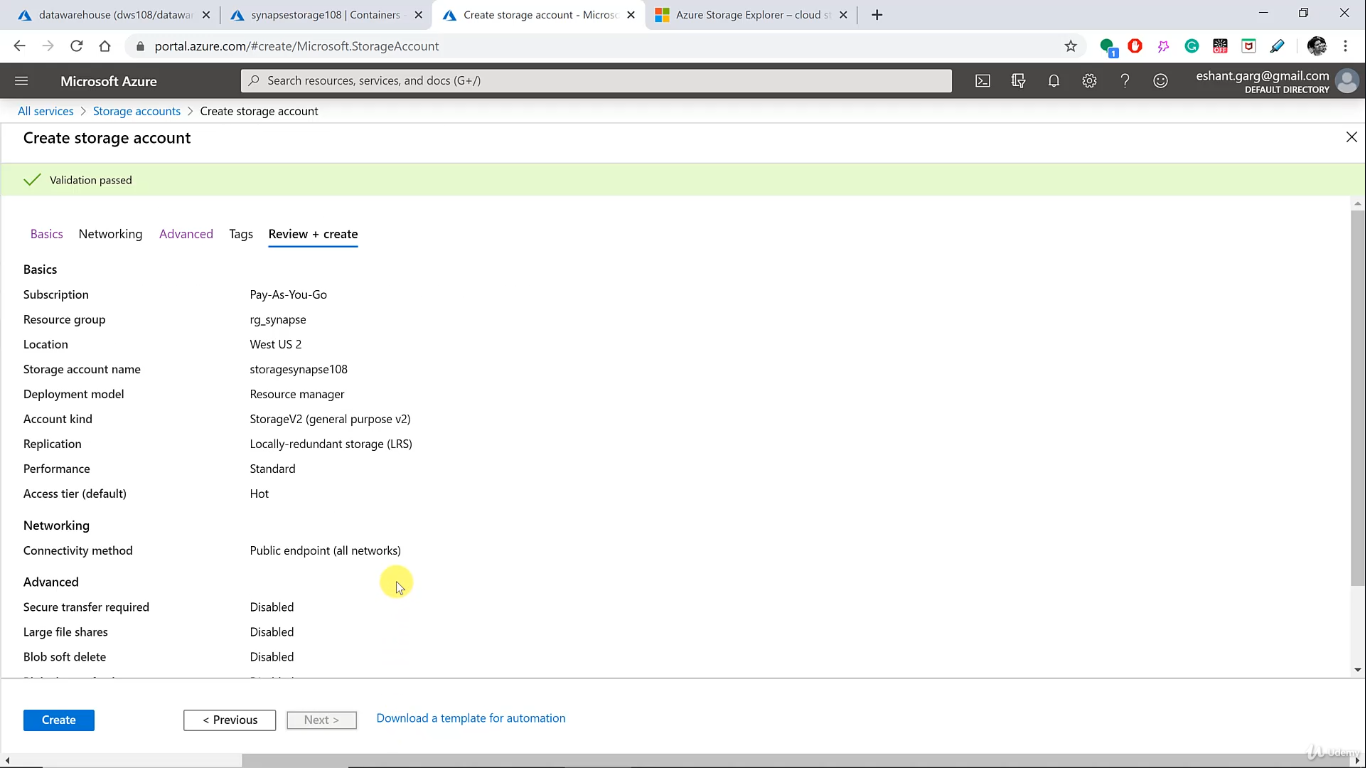 datawarehouse (dws108/datawar
synapsestorage108 | Containers
Create storage account - Microso
Azure Storage Explorer – cloud st
portal.azure.com/#create/Microsoft.StorageAccount
1
Microsoft Azure
Search resources, services, and docs (G+/)
eshant.garg@gmail.com
DEFAULT DIRECTORY
All services > Storage accounts > Create storage account
Create storage account
Validation passed
Basics Networking Advanced Tags Review + create
Basics
Subscription Pay-As-You-Go
Resource group rg_synapse
Location West US 2
Storage account name storagesynapse108
Deployment model Resource manager
Account kind StorageV2 (general purpose v2)
Replication Locally-redundant storage (LRS)
Performance Standard
Access tier (default) Hot
Networking
Connectivity method Public endpoint (all networks)
Advanced
Secure transfer required Disabled
Large file shares Disabled
Blob soft delete Disabled
Create < Previous Next > Download a template for automation
Udemy